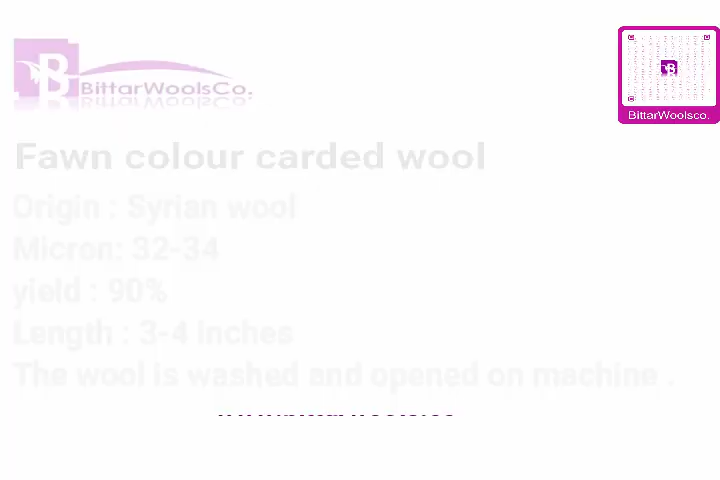 BittarWoolsCo.
BittarWoolsco.
Fawn colour carded wool
Origin : Syrian wool
Micron: 32-34
yield : 90%
Length : 3-4 inches
The wool is washed and opened on machine .